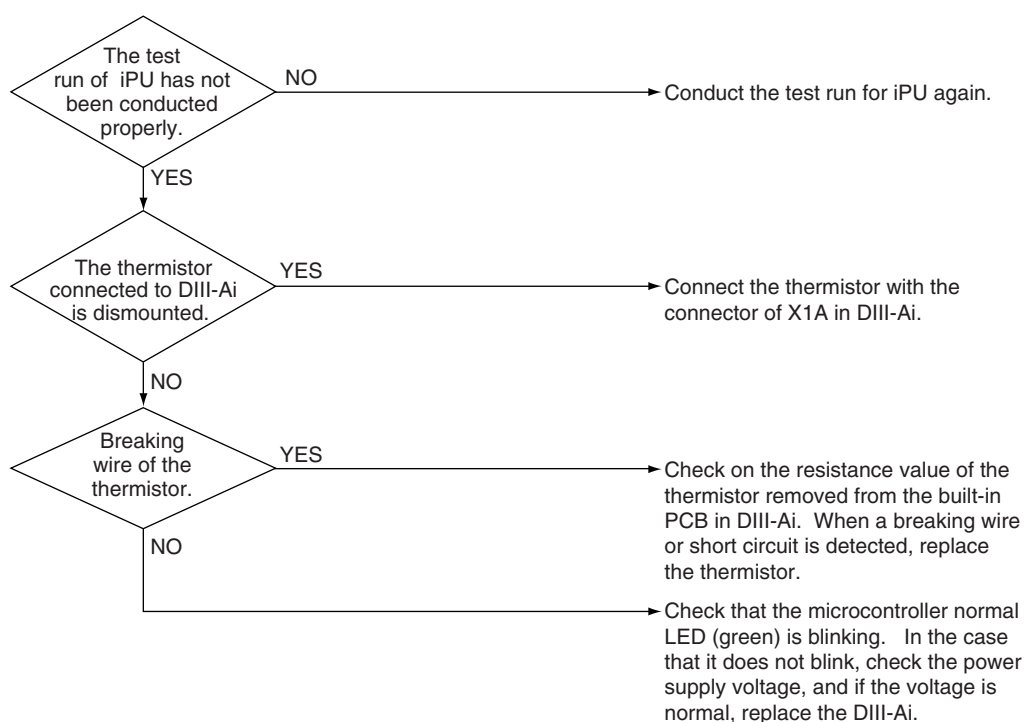 The test
run of iPU has not
been conducted
properly.
NO
Conduct the test run for iPU again.
YES
The thermistor
connected to DIII-Ai
is dismounted.
YES
Connect the thermistor with the
connector of X1A in DIII-Ai.
NO
Breaking
wire of the
thermistor.
YES
Check on the resistance value of the
thermistor removed from the built-in
PCB in DIII-Ai. When a breaking wire
or short circuit is detected, replace
the thermistor.
NO
Check that the microcontroller normal
LED (green) is blinking. In the case
that it does not blink, check the power
supply voltage, and if the voltage is
normal, replace the DIII-Ai.